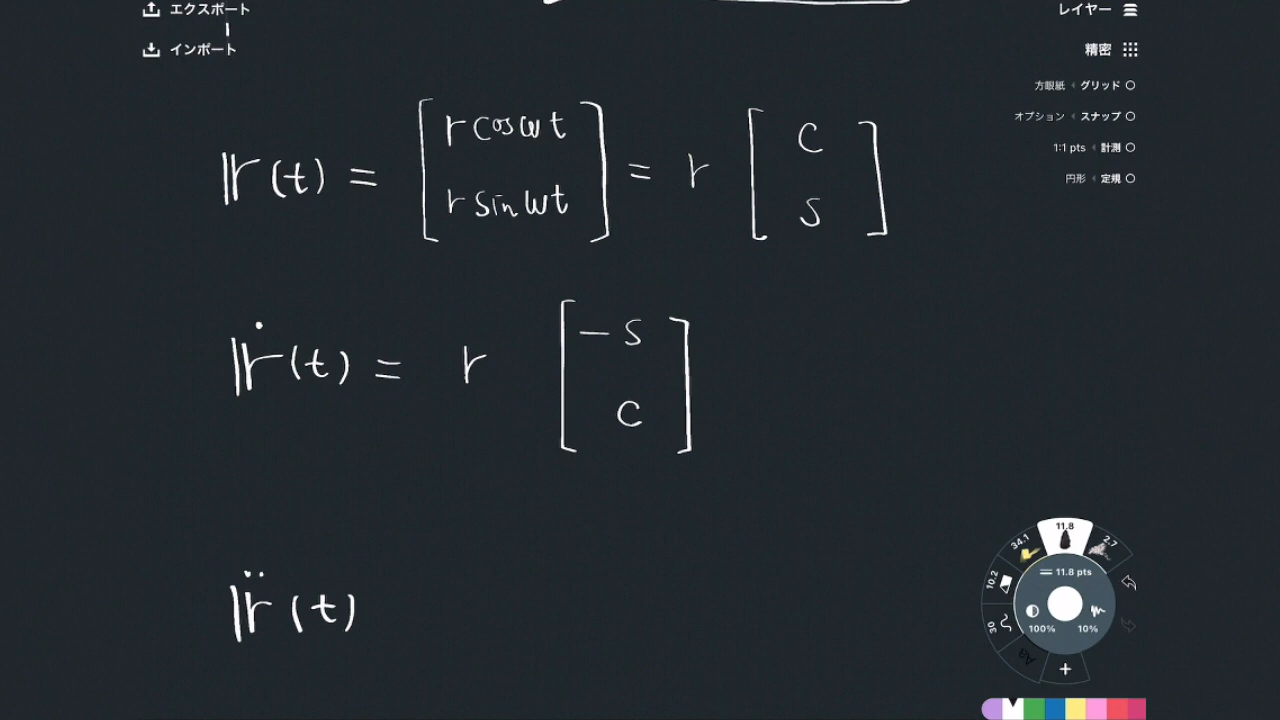 エクスポート
インポート
レイヤー
精密
方眼紙 グリッド
オプション スナップ
1:1 pts 計測
円形 定規
r(t) = [ r cos ωt
r sin ωt ] = r [ c
s ]
ṙ(t) = r [ -s
c ]
r̈(t)
11.8
34.1
2.7
10.2
11.8 pts
30
100% 10%
Aa
+